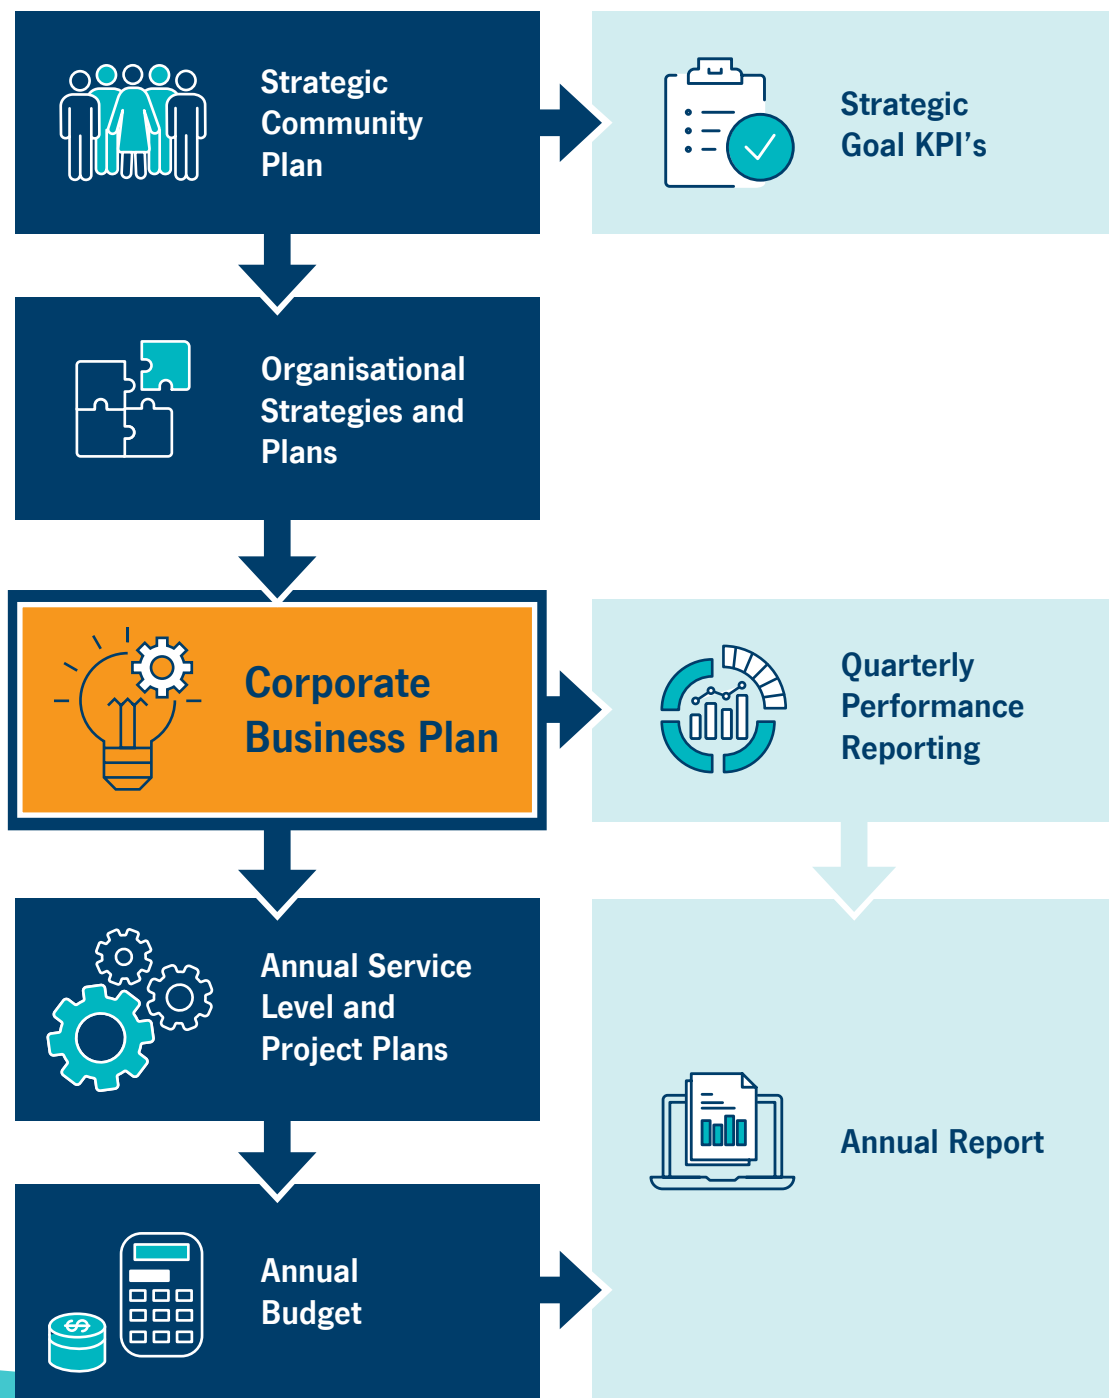 Strategic
Community
Plan
Strategic
Goal KPI's
Organisational
Strategies and
Plans
Corporate
Business Plan
Quarterly
Performance
Reporting
Annual Service
Level and
Project Plans
Annual Report
$
Annual
Budget